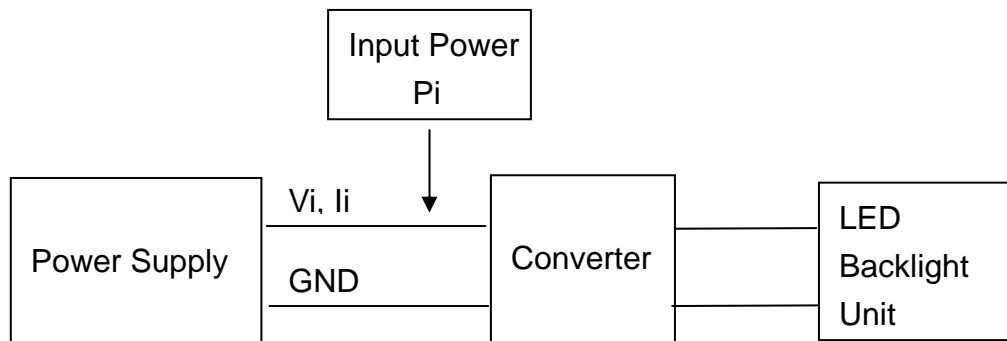 Input Power
Pi
Vi, Ii
Power Supply
GND
Converter
LED
Backlight
Unit